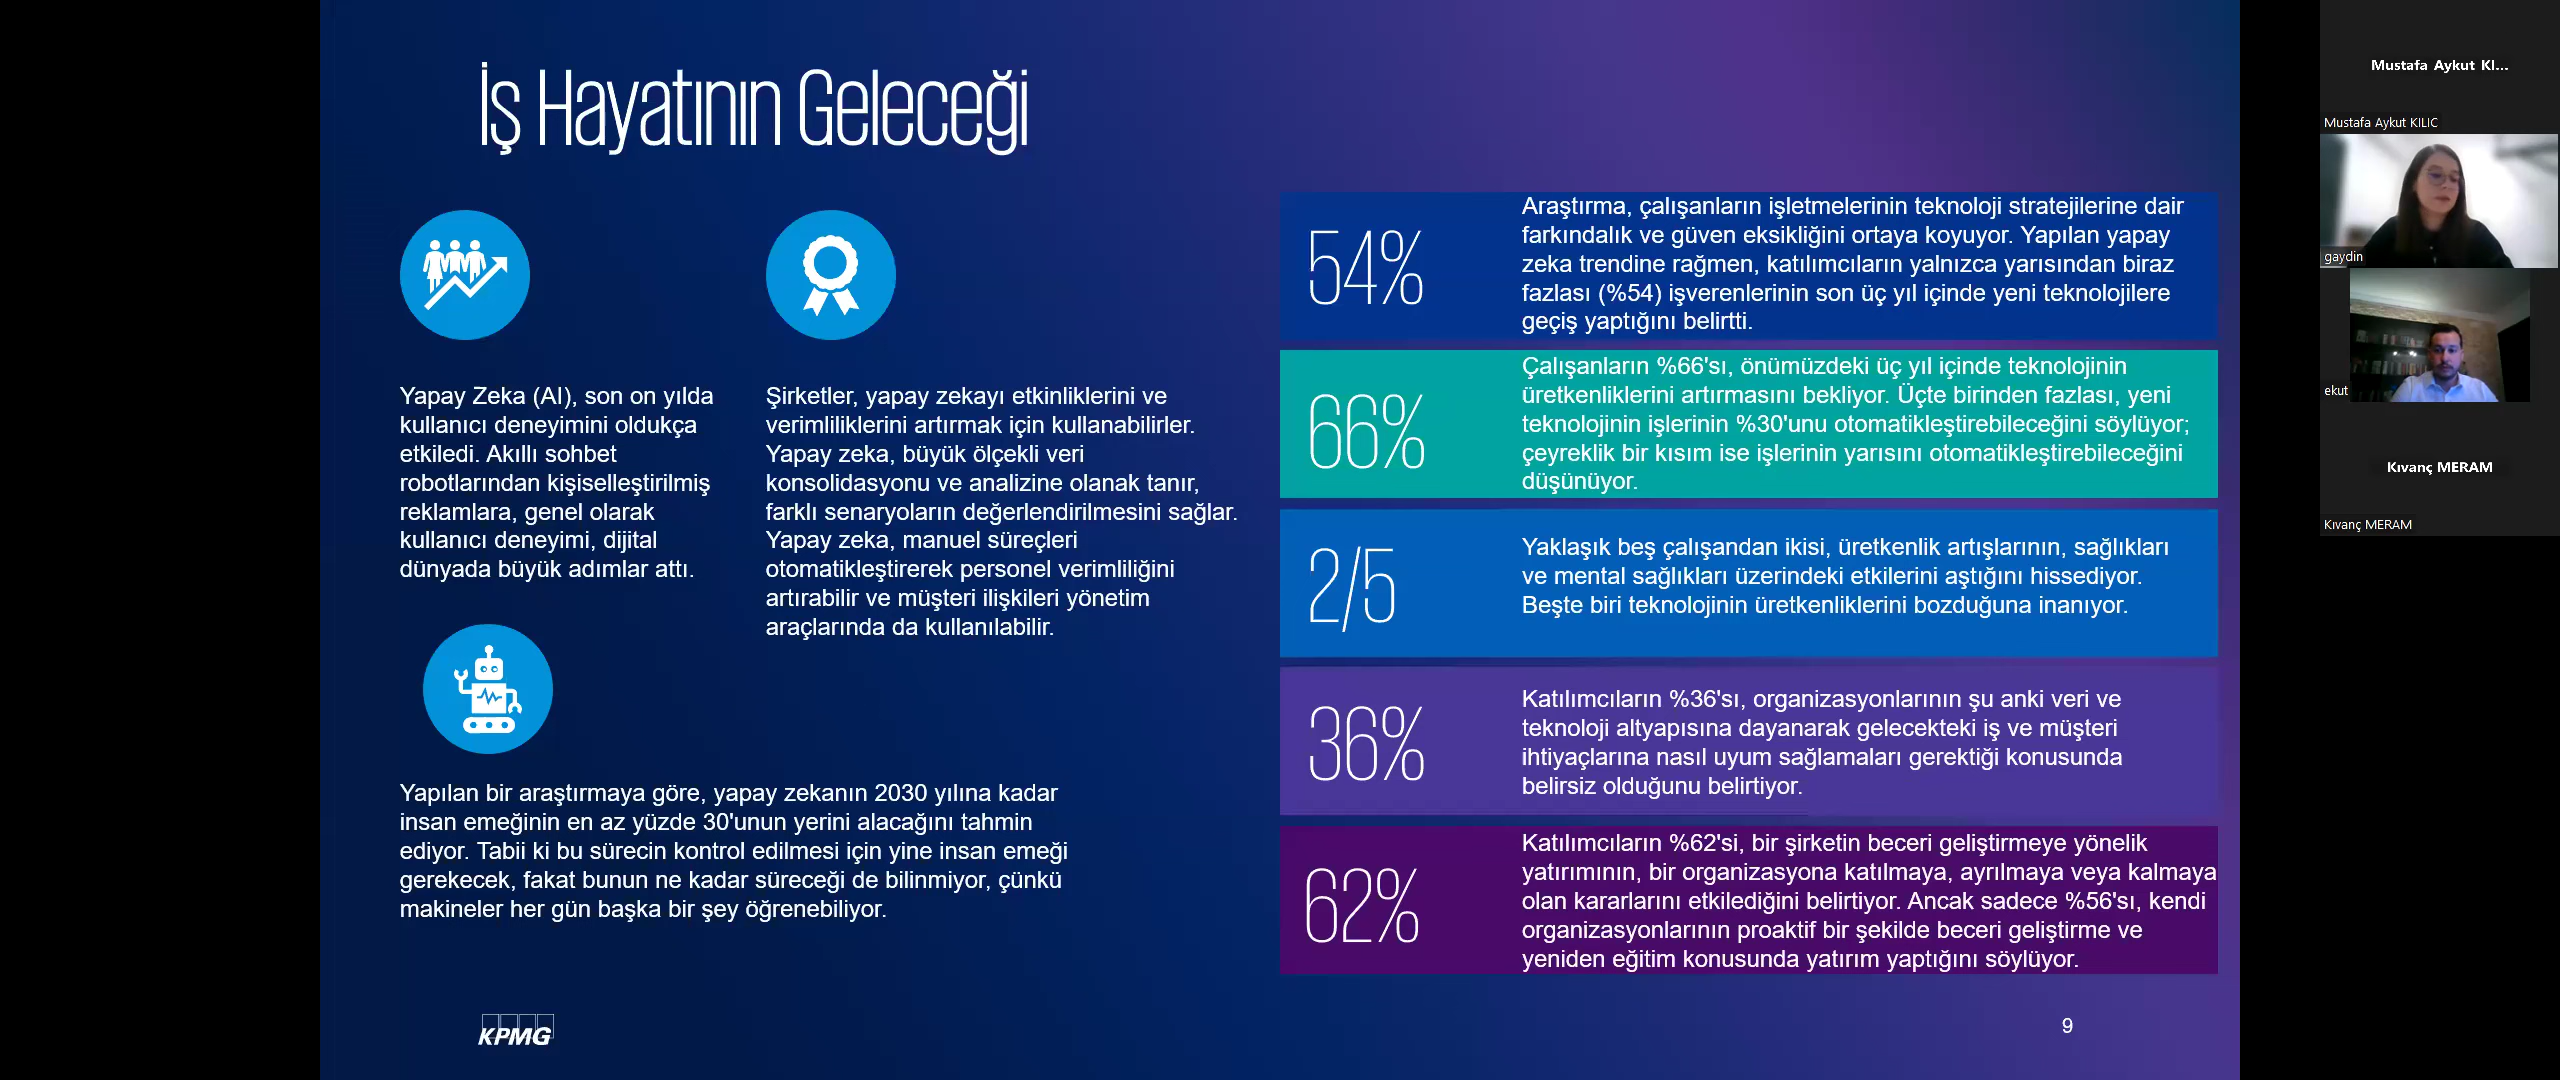 İş Hayatının Geleceği
Yapay Zeka (AI), son on yılda
kullanıcı deneyimini oldukça
etkiledi. Akıllı sohbet
robotlarından kişiselleştirilmiş
reklamlara, genel olarak
kullanıcı deneyimi, dijital
dünyada büyük adımlar attı.
Şirketler, yapay zekayı etkinliklerini ve
verimliliklerini artırmak için kullanabilirler.
Yapay zeka, büyük ölçekli veri
konsolidasyonu ve analizine olanak tanır,
farklı senaryoların değerlendirilmesini sağlar.
Yapay zeka, manuel süreçleri
otomatikleştirerek personel verimliliğini
artırabilir ve müşteri ilişkileri yönetim
araçlarında da kullanılabilir.
Yapılan bir araştırmaya göre, yapay zekanın 2030 yılına kadar
insan emeğinin en az yüzde 30'unun yerini alacağını tahmin
ediyor. Tabii ki bu sürecin kontrol edilmesi için yine insan emeği
gerekecek, fakat bunun ne kadar süreceği de bilinmiyor, çünkü
makineler her gün başka bir şey öğrenebiliyor.
54%
Araştırma, çalışanların işletmelerinin teknoloji stratejilerine dair
farkındalık ve güven eksikliğini ortaya koyuyor. Yapılan yapay
zeka trendine rağmen, katılımcıların yalnızca yarısından biraz
fazlası (%54) işverenlerinin son üç yıl içinde yeni teknolojilere
geçiş yaptığını belirtti.
66%
Çalışanların %66'sı, önümüzdeki üç yıl içinde teknolojinin
üretkenliklerini artırmasını bekliyor. Üçte birinden fazlası, yeni
teknolojinin işlerinin %30'unu otomatikleştirebileceğini söylüyor;
çeyreklik bir kısım ise işlerinin yarısını otomatikleştirebileceğini
düşünüyor.
2/5
Yaklaşık beş çalışandan ikisi, üretkenlik artışlarının, sağlıkları
ve mental sağlıkları üzerindeki etkilerini aştığını hissediyor.
Beşte biri teknolojinin üretkenliklerini bozduğuna inanıyor.
36%
Katılımcıların %36'sı, organizasyonlarının şu anki veri ve
teknoloji altyapısına dayanarak gelecekteki iş ve müşteri
ihtiyaçlarına nasıl uyum sağlamaları gerektiği konusunda
belirsiz olduğunu belirtiyor.
62%
Katılımcıların %62'si, bir şirketin beceri geliştirmeye yönelik
yatırımının, bir organizasyona katılmaya, ayrılmaya veya kalmaya
olan kararlarını etkilediğini belirtiyor. Ancak sadece %56'sı, kendi
organizasyonlarının proaktif bir şekilde beceri geliştirme ve
yeniden eğitim konusunda yatırım yaptığını söylüyor.
KPMG
9
Mustafa Aykut KI...
Mustafa Aykut KILIC
gaydin
ekut
Kıvanç MERAM
Kıvanç MERAM